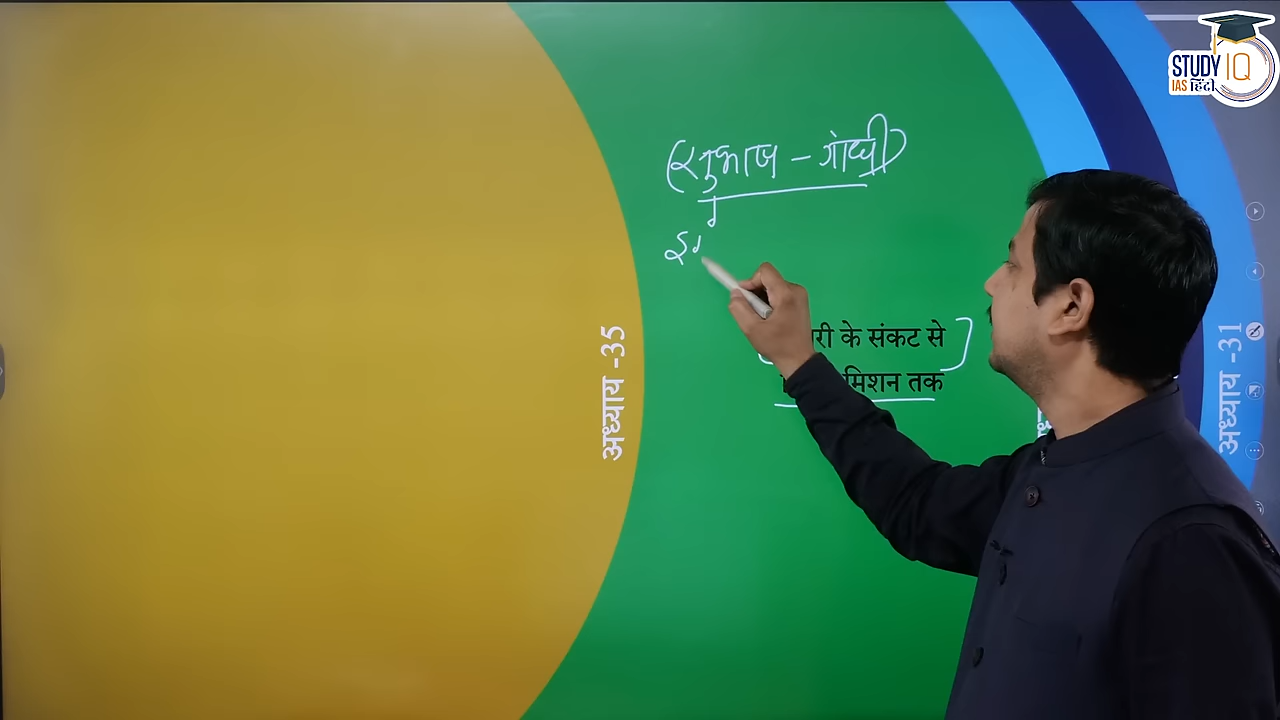 STUDY IQ
IAS हिंदी
(सुभाष - गांधी)
री के संकट से
मिशन तक
अध्याय -35
अध्याय -31